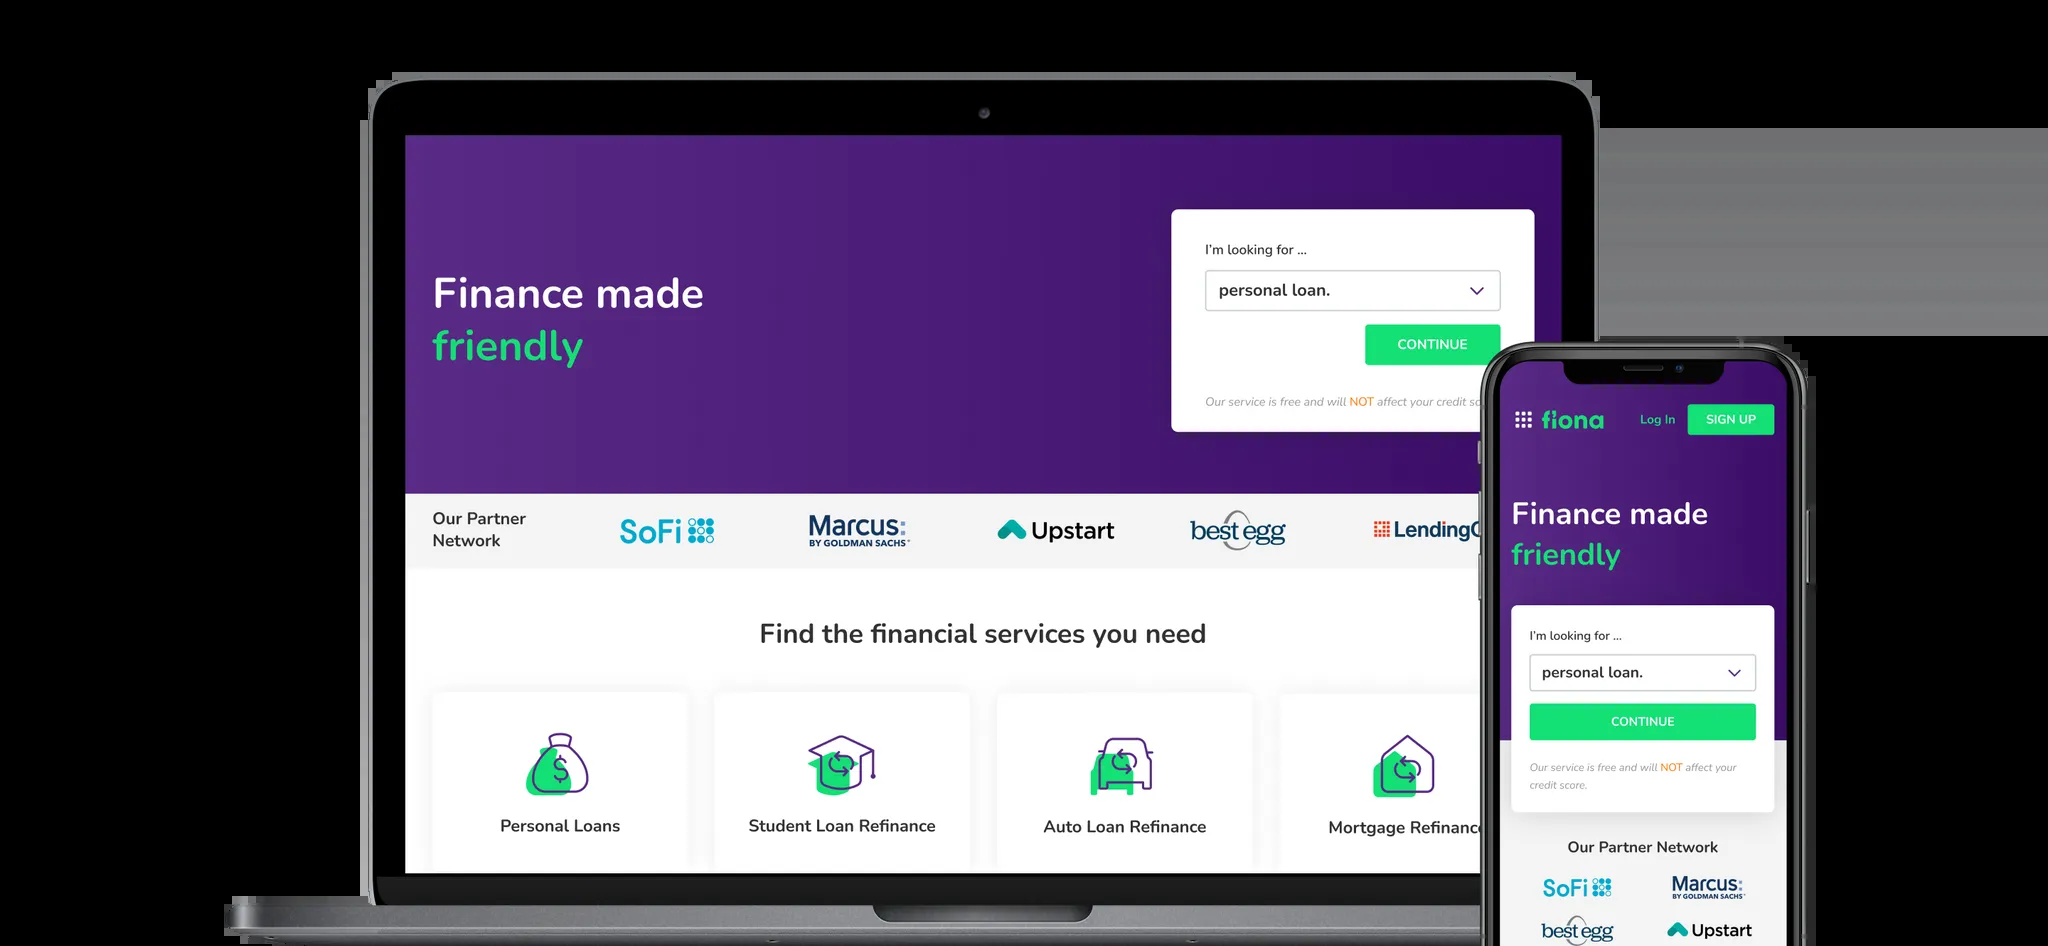 Finance made
friendly
I'm looking for ...
personal loan.
CONTINUE
Our service is free and will NOT affect your credit
Our Partner
Network
SoFi
Marcus:
BY GOLDMAN SACHS
Upstart
best egg
Find the financial services you need
Personal Loans
Student Loan Refinance
Auto Loan Refinance
Mortgage Refinance
fiona
Log In
SIGN UP
Finance made
friendly
I'm looking for ...
personal loan.
CONTINUE
Our service is free and will NOT affect your
credit score.
Our Partner Network
SoFi
Marcus:
BY GOLDMAN SACHS
best egg
Upstart